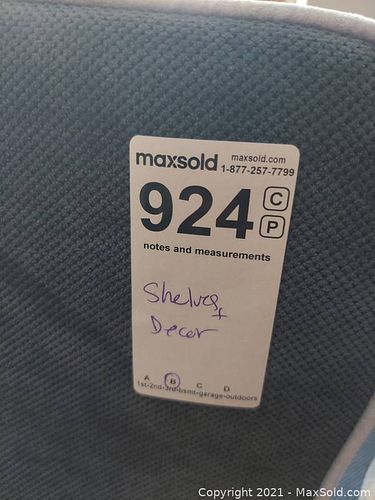 maxsold maxsold.com
1-877-257-7799
924 C
P
notes and measurements
Shelves +
Decor
A B C D
1st-2nd-3rd-bsmt-garage-outdoors
Copyright © 2021 - MaxSold.com